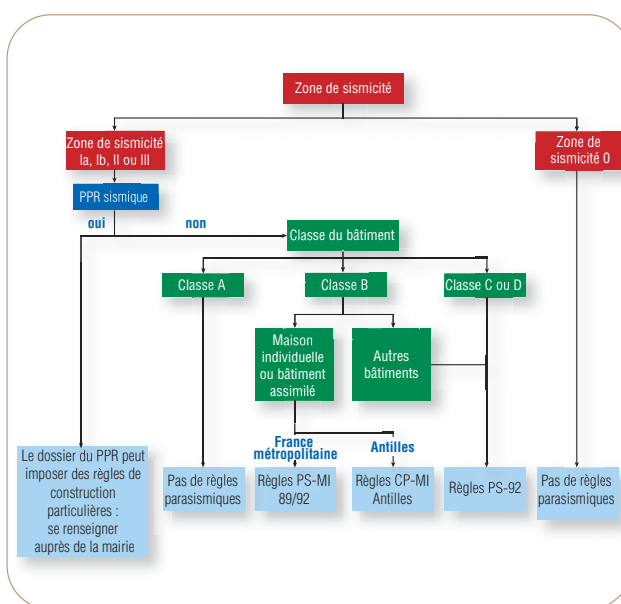 Zone de sismicité
Zone de sismicité
Ia, Ib, II ou III
Zone de
sismicité 0
PPR sismique
oui
non
Classe du bâtiment
Classe A
Classe B
Classe C ou D
Maison
individuelle
ou bâtiment
assimilé
Autres
bâtiments
France
métropolitaine
Antilles
Le dossier du PPR peut
imposer des règles de
construction
particulières :
se renseigner
auprès de la mairie
Pas de règles
parasismiques
Règles PS-MI
89/92
Règles CP-MI
Antilles
Règles PS-92
Pas de règles
parasismiques